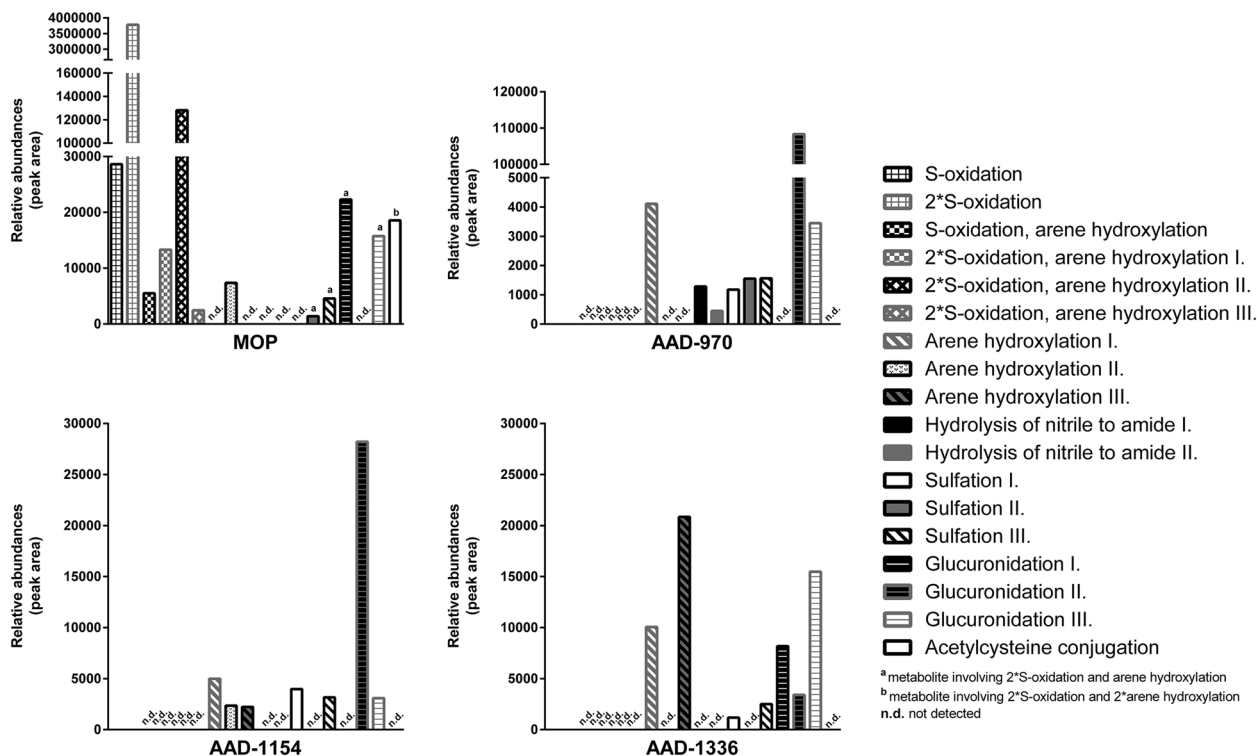 Relative abundances
(peak area)
4000000
3500000
3000000
160000
140000
120000
100000
30000
20000
10000
0
n.d. n.d. n.d. n.d. n.d. a a a n.d. a b
MOP
Relative abundances
(peak area)
120000
110000
100000
5000
4000
3000
2000
1000
0
n.d. n.d. n.d. n.d. n.d. n.d. n.d. n.d. n.d. n.d.
AAD-970
Relative abundances
(peak area)
30000
25000
20000
15000
10000
5000
0
n.d. n.d. n.d. n.d. n.d. n.d. n.d. n.d. n.d. n.d. n.d.
AAD-1154
Relative abundances
(peak area)
30000
25000
20000
15000
10000
5000
0
n.d. n.d. n.d. n.d. n.d. n.d. n.d. n.d. n.d. n.d. n.d.
AAD-1336
S-oxidation
2*S-oxidation
S-oxidation, arene hydroxylation
2*S-oxidation, arene hydroxylation I.
2*S-oxidation, arene hydroxylation II.
2*S-oxidation, arene hydroxylation III.
Arene hydroxylation I.
Arene hydroxylation II.
Arene hydroxylation III.
Hydrolysis of nitrile to amide I.
Hydrolysis of nitrile to amide II.
Sulfation I.
Sulfation II.
Sulfation III.
Glucuronidation I.
Glucuronidation II.
Glucuronidation III.
Acetylcysteine conjugation
a metabolite involving 2*S-oxidation and arene hydroxylation
b metabolite involving 2*S-oxidation and 2*arene hydroxylation
n.d. not detected